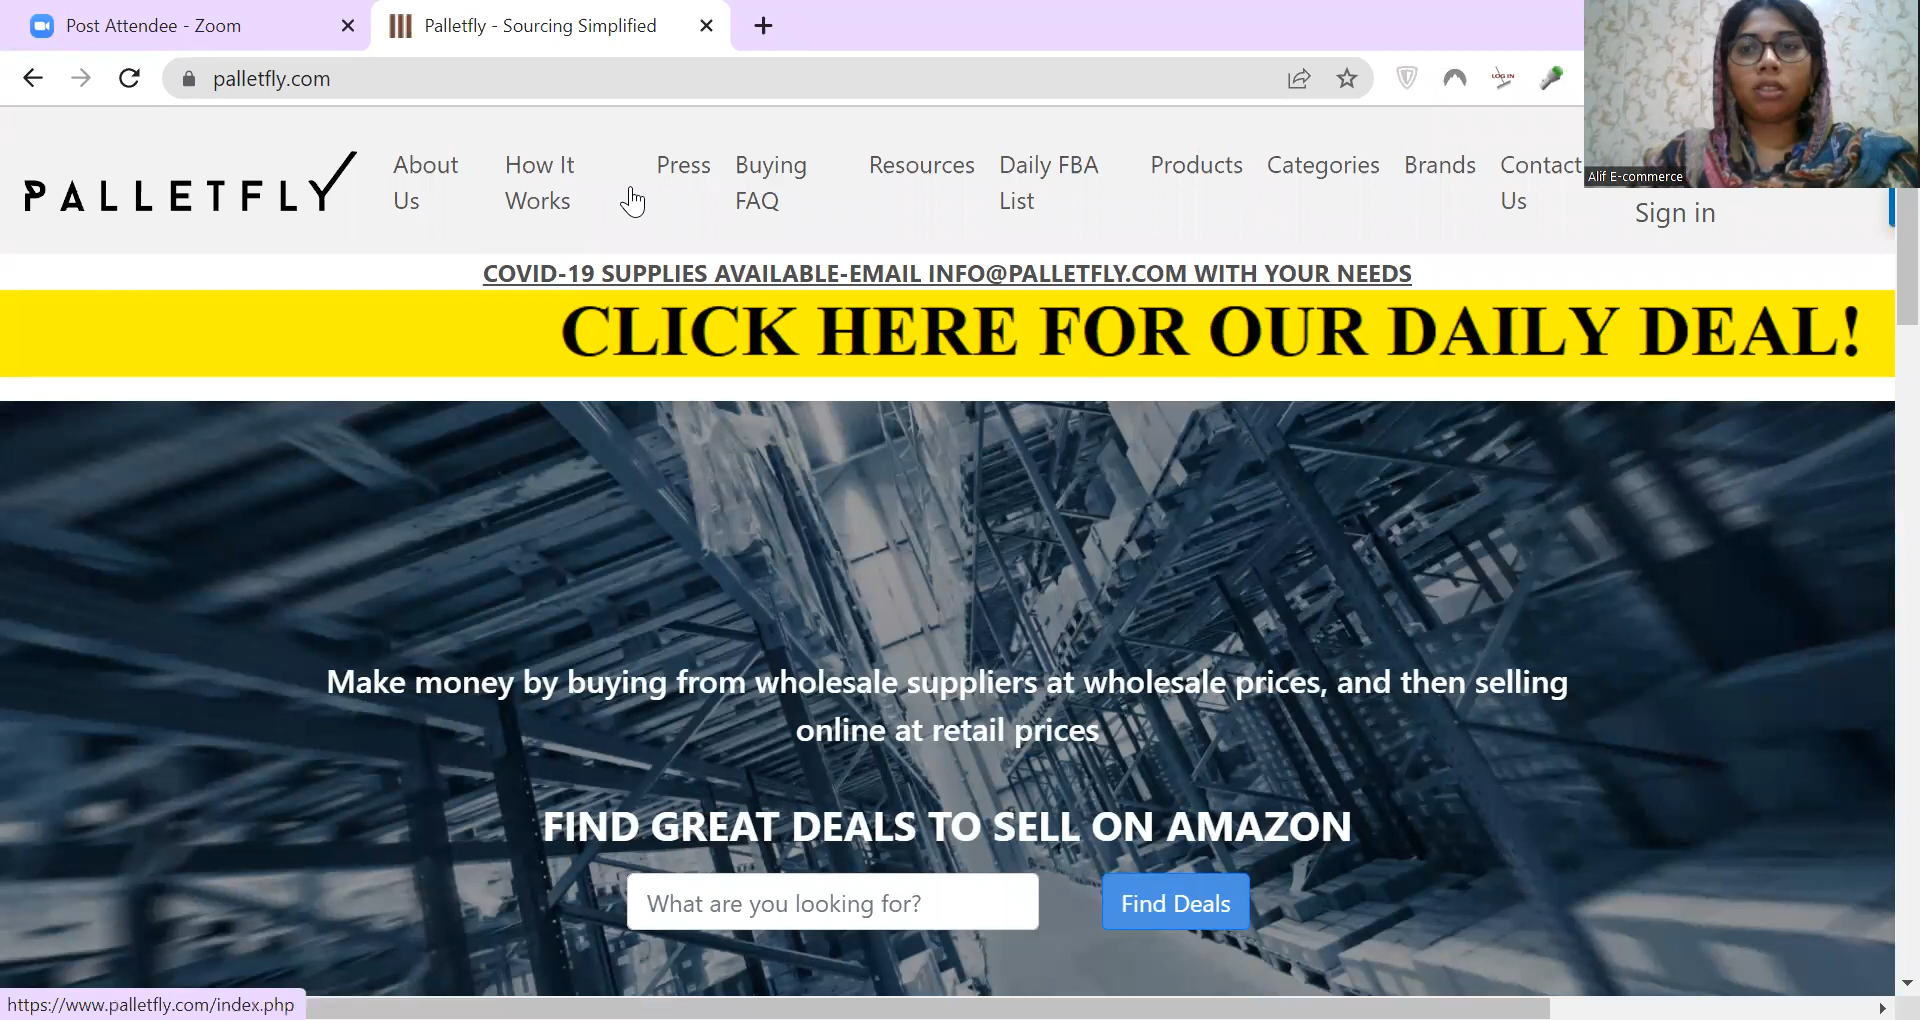 Post Attendee - Zoom
Palletfly - Sourcing Simplified
palletfly.com
LOG IN
Alif E-commerce
PALLETFLY
About Us
How It Works
Press
Buying FAQ
Resources
Daily FBA List
Products
Categories
Brands
Contact Us
Sign in
COVID-19 SUPPLIES AVAILABLE-EMAIL INFO@PALLETFLY.COM WITH YOUR NEEDS
CLICK HERE FOR OUR DAILY DEAL!
Make money by buying from wholesale suppliers at wholesale prices, and then selling
online at retail prices
FIND GREAT DEALS TO SELL ON AMAZON
What are you looking for?
Find Deals
https://www.palletfly.com/index.php